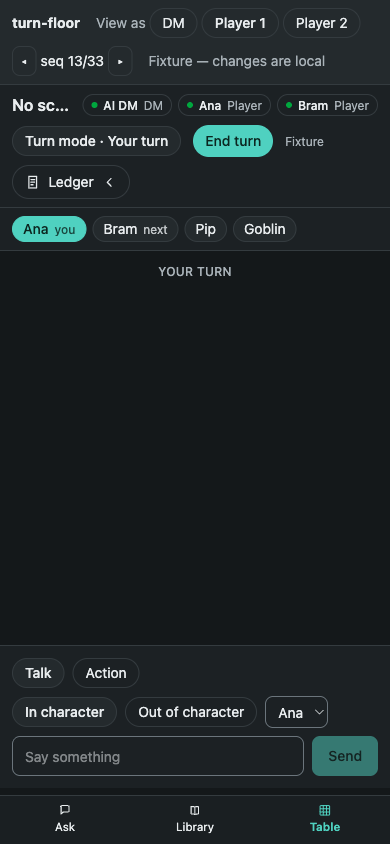 turn-floor View as DM Player 1 Player 2
seq 13/33 Fixture — changes are local
No sc... AI DM DM Ana Player Bram Player
Turn mode · Your turn End turn Fixture
Ledger
Ana you Bram next Pip Goblin
YOUR TURN
Talk Action
In character Out of character Ana
Say something Send
Ask Library Table